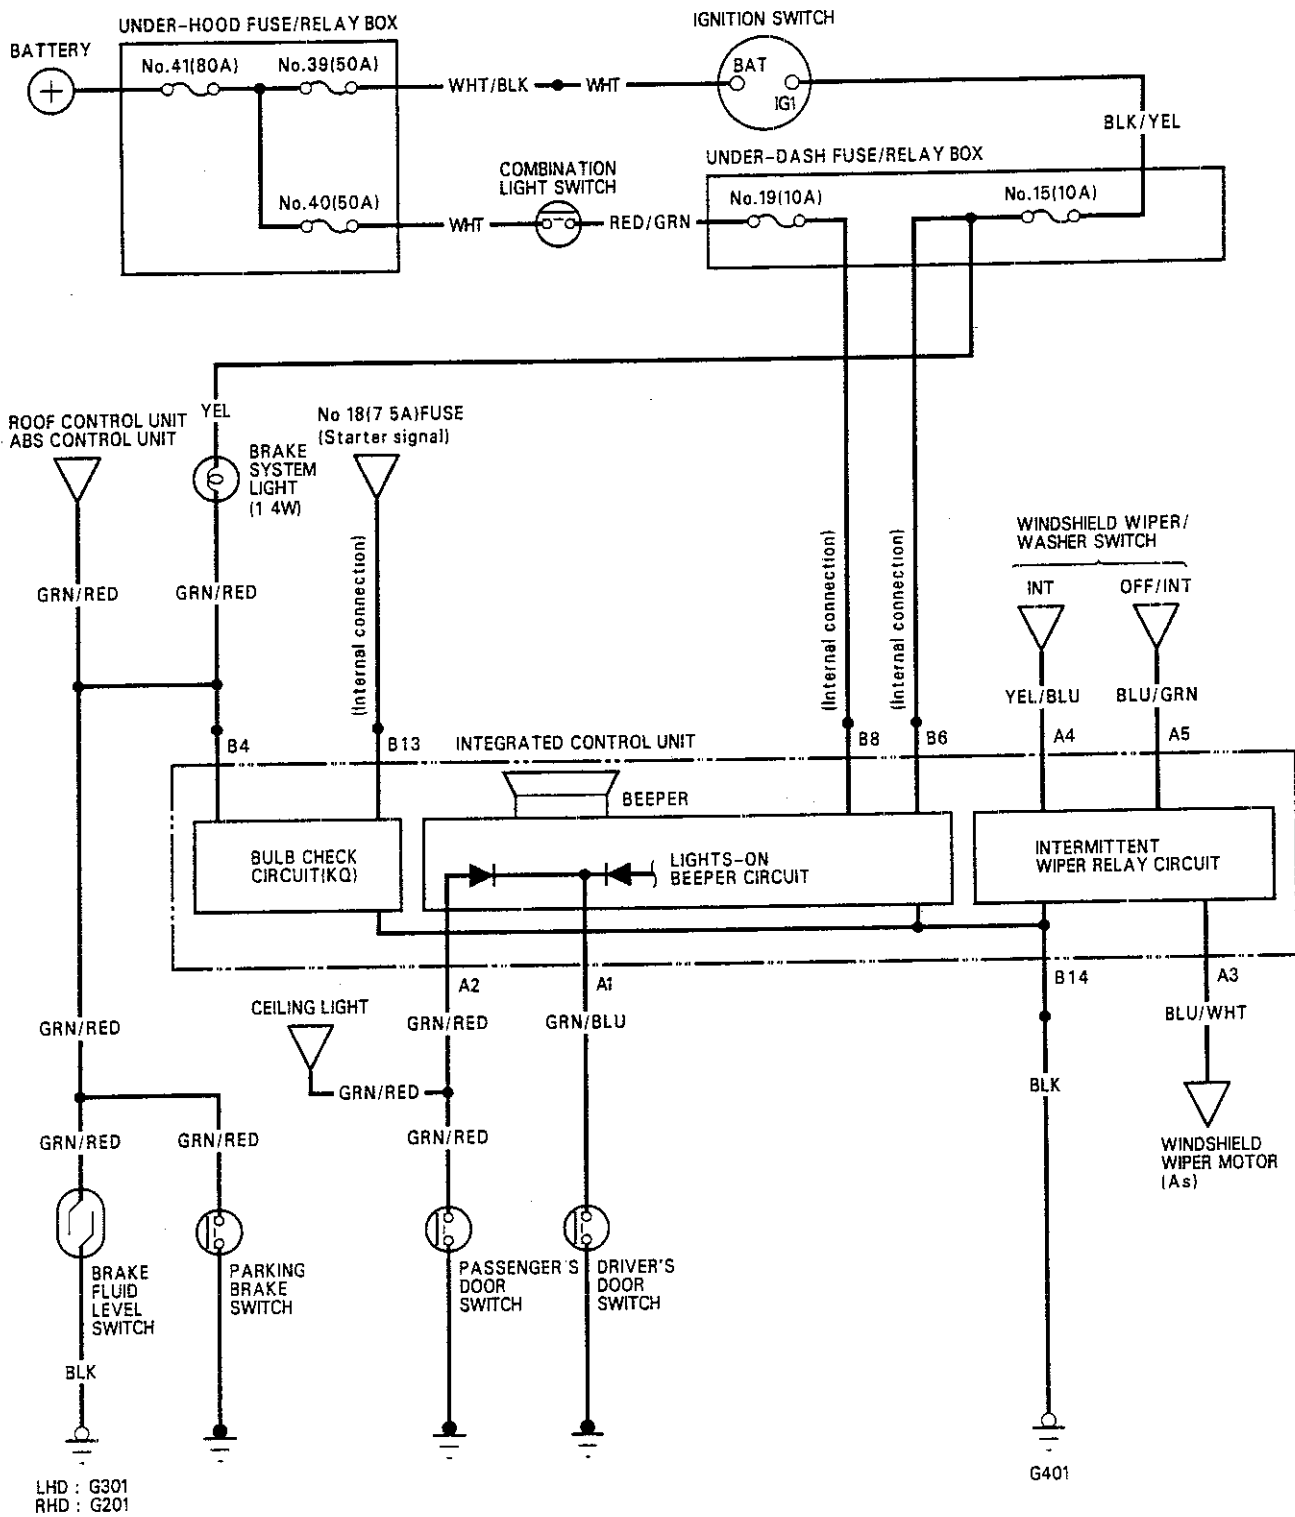 UNDER-HOOD FUSE/RELAY BOX
IGNITION SWITCH
BATTERY
No.41(80A)
No.39(50A)
BAT
IG1
WHT/BLK
WHT
BLK/YEL
COMBINATION
LIGHT SWITCH
UNDER-DASH FUSE/RELAY BOX
No.40(50A)
No.19(10A)
No.15(10A)
WHT
RED/GRN
YEL
ROOF CONTROL UNIT
ABS CONTROL UNIT
No 18(7 5A)FUSE
(Starter signal)
BRAKE
SYSTEM
LIGHT
(1 4W)
WINDSHIELD WIPER/
WASHER SWITCH
INT
OFF/INT
GRN/RED
GRN/RED
(Internal connection)
(Internal connection)
(Internal connection)
YEL/BLU
BLU/GRN
B4
B13
INTEGRATED CONTROL UNIT
B8
B6
A4
A5
BEEPER
BULB CHECK
CIRCUIT(KQ)
LIGHTS-ON
BEEPER CIRCUIT
INTERMITTENT
WIPER RELAY CIRCUIT
A2
A1
B14
A3
CEILING LIGHT
GRN/RED
GRN/RED
GRN/BLU
BLU/WHT
GRN/RED
BLK
GRN/RED
GRN/RED
GRN/RED
WINDSHIELD
WIPER MOTOR
(As)
BRAKE
FLUID
LEVEL
SWITCH
PARKING
BRAKE
SWITCH
PASSENGER'S
DOOR
SWITCH
DRIVER'S
DOOR
SWITCH
BLK
G401
LHD : G301
RHD : G201